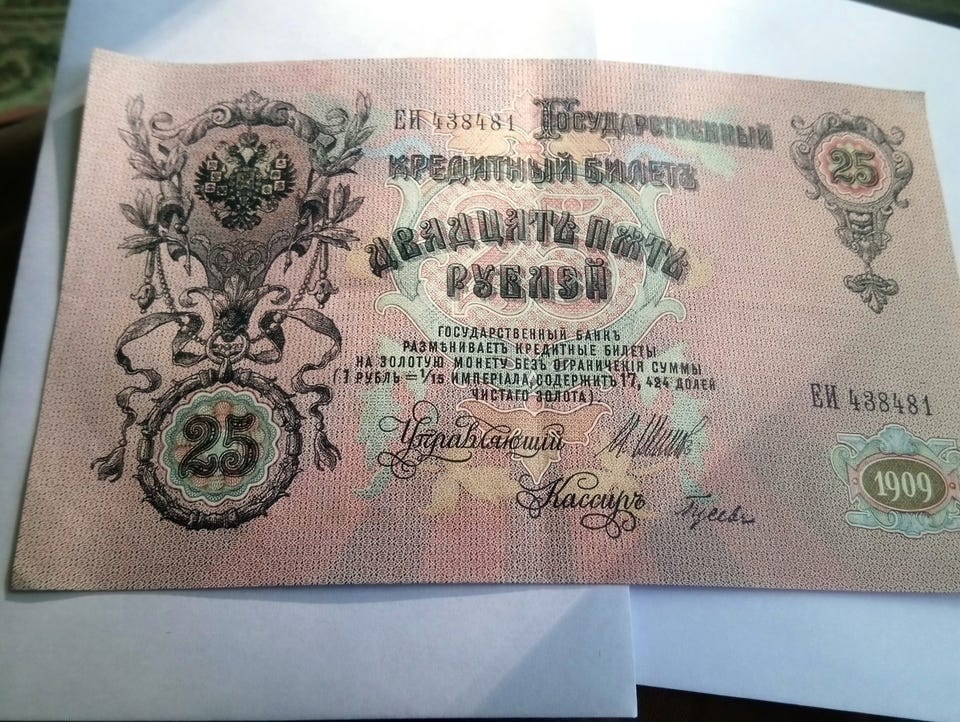 ЕИ 438481 Государственный
кредитный билетъ
25
двадцать пять
рублей
Государственный банкъ
размѣниваетъ кредитные билеты
на золотую монету безъ ограниченія суммы
(1 рубль = 1/15 имперіала, содержитъ 17,424 долей
чистаго золота).
ЕИ 438481
25
Управляющій
1909
Кассиръ Гусевъ